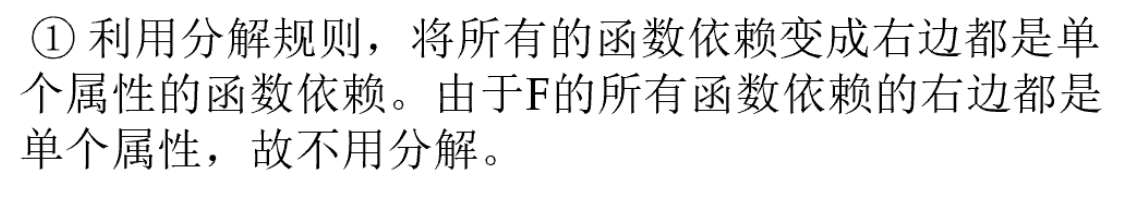 ① 利用分解规则，将所有的函数依赖变成右边都是单
个属性的函数依赖。由于F的所有函数依赖的右边都是
单个属性，故不用分解。